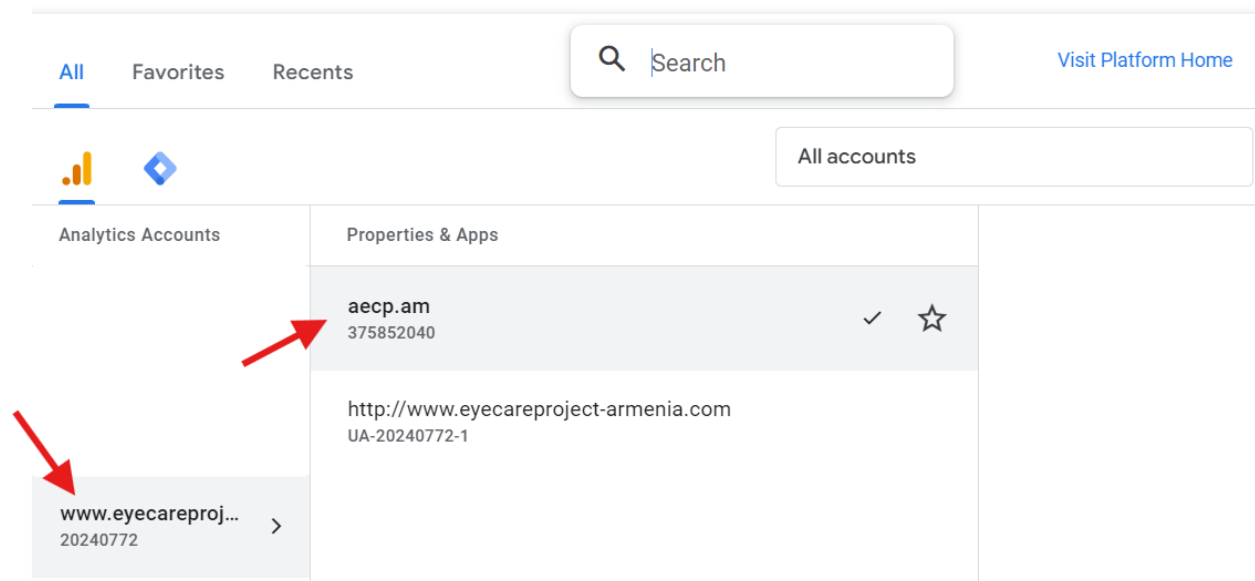 All Favorites Recents
Search
Visit Platform Home
All accounts
Analytics Accounts
Properties & Apps
aecp.am
375852040
http://www.eyecareproject-armenia.com
UA-20240772-1
www.eyecareproj...
20240772